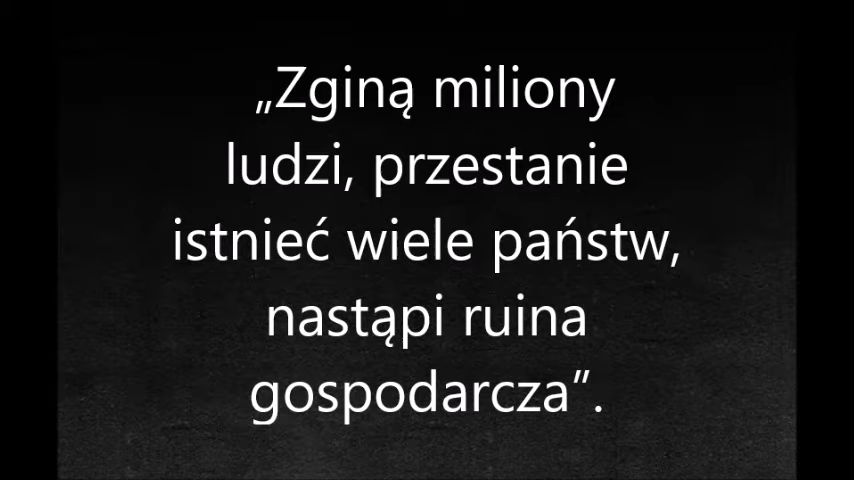 „Zginą miliony
ludzi, przestanie
istnieć wiele państw,
nastąpi ruina
gospodarcza”.